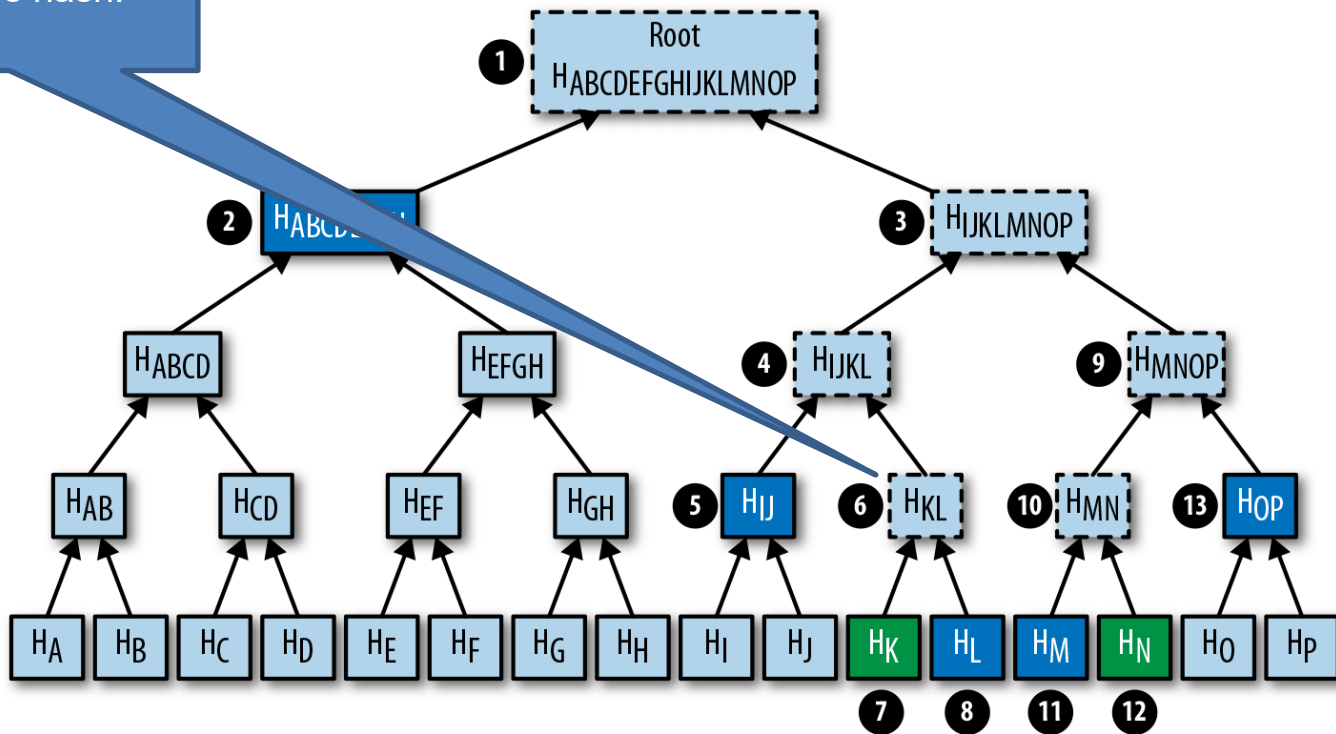 Root
1 HABCDEFGHIJKLMNOP
2
3 HIJKLMNOP
HABCD HEFGH 4 HIJKL 9 HMNOP
HAB HCD HEF HGH 5 HIJ 6 HKL 10 HMN 13 HOP
HA HB HC HD HE HF HG HH HI HJ HK HL HM HN HO HP
7 8 11 12